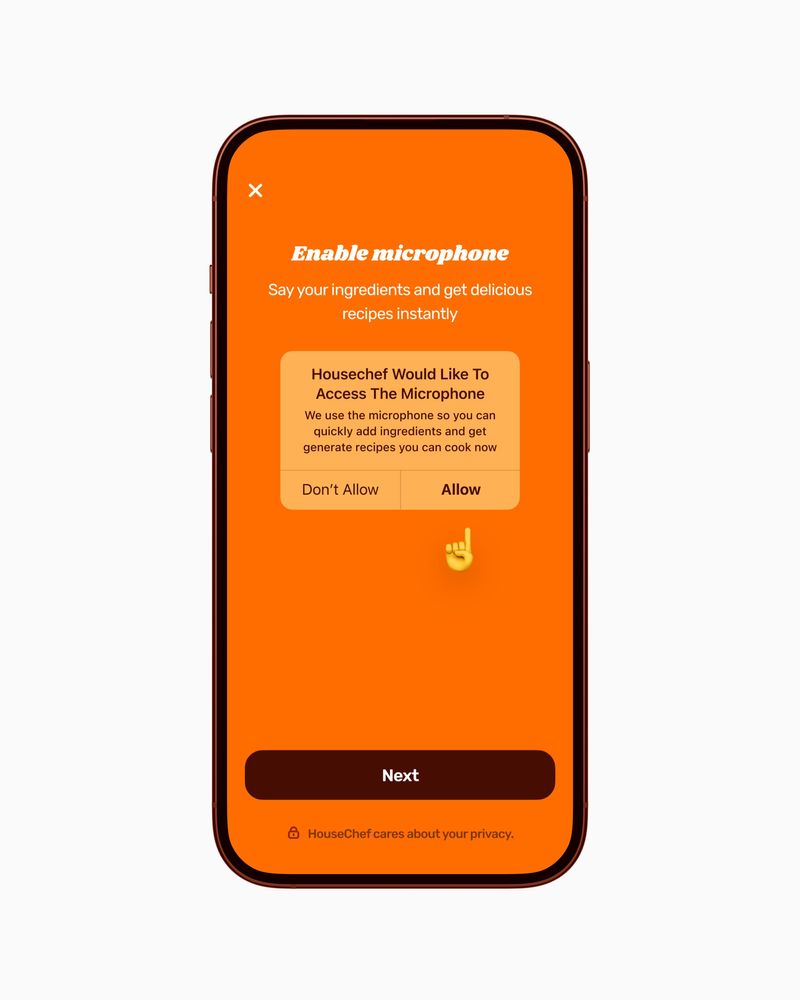 Enable microphone
Say your ingredients and get delicious
recipes instantly
Housechef Would Like To
Access The Microphone
We use the microphone so you can
quickly add ingredients and get
generate recipes you can cook now
Don’t Allow
Allow
Next
HouseChef cares about your privacy.